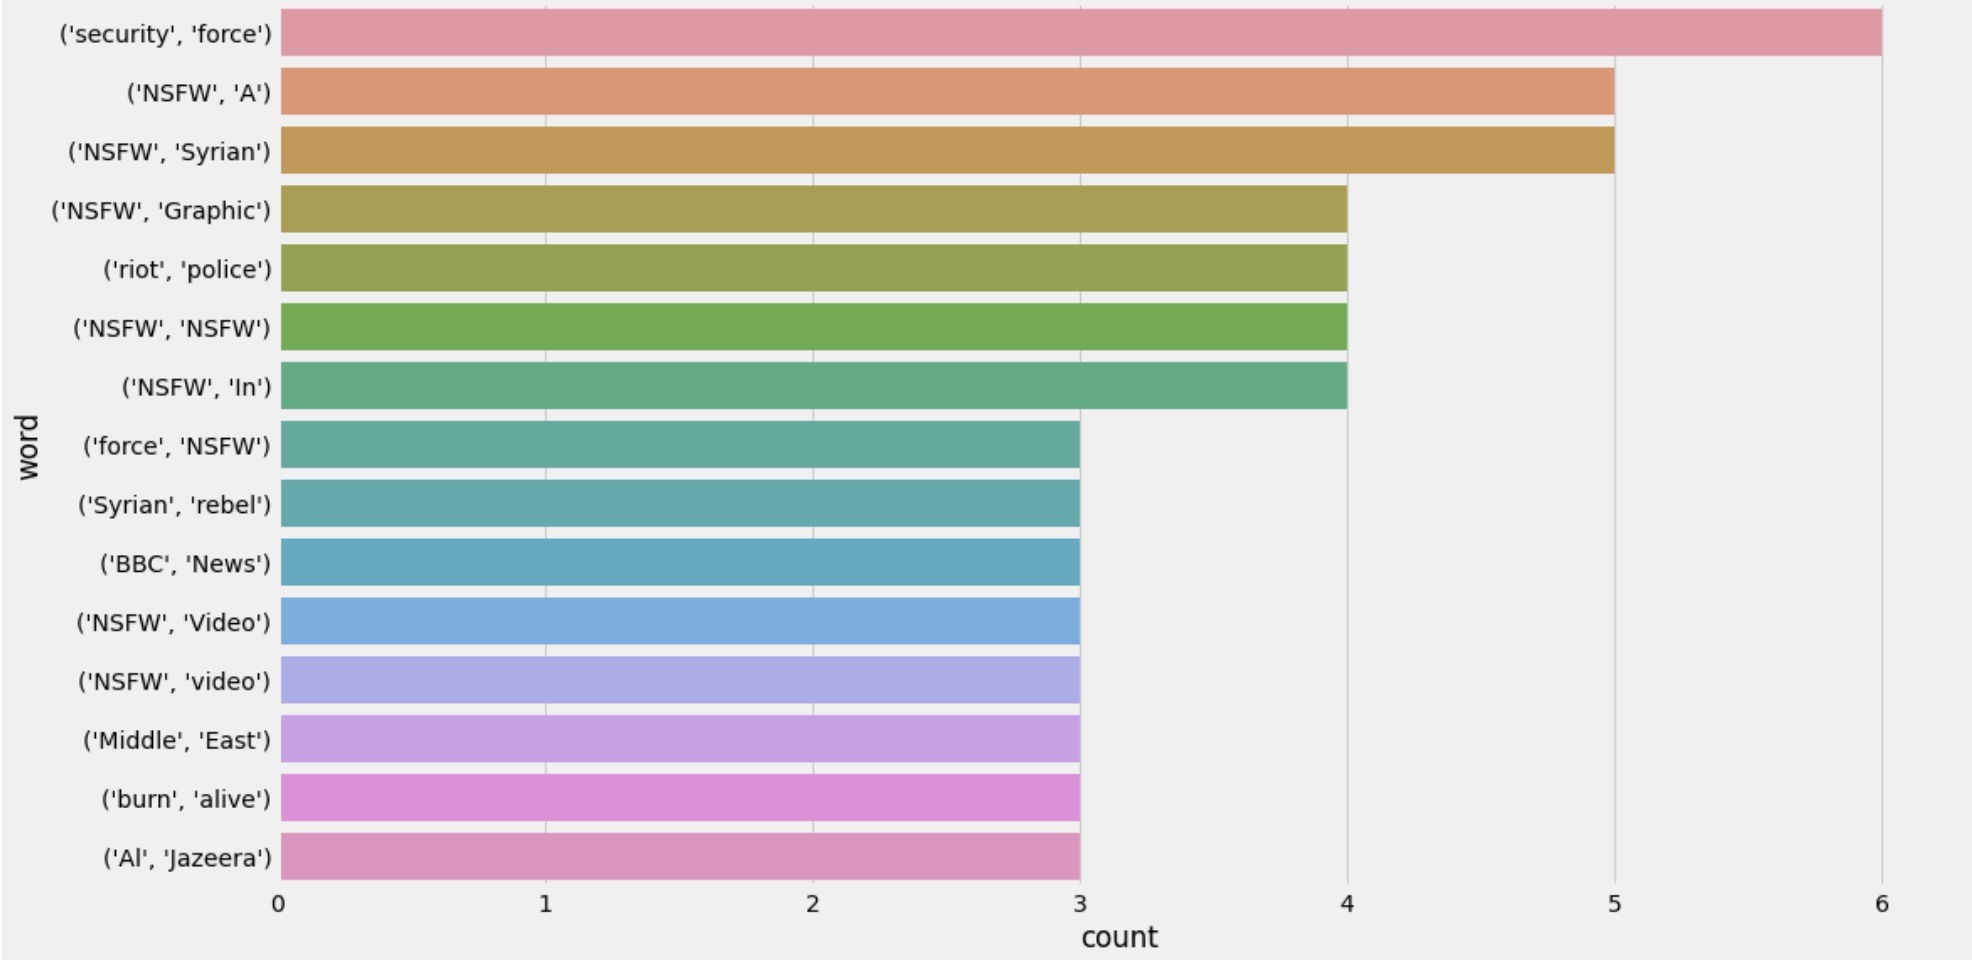 ('security', 'force')
('NSFW', 'A')
('NSFW', 'Syrian')
('NSFW', 'Graphic')
('riot', 'police')
('NSFW', 'NSFW')
('NSFW', 'In')
('force', 'NSFW')
('Syrian', 'rebel')
('BBC', 'News')
('NSFW', 'Video')
('NSFW', 'video')
('Middle', 'East')
('burn', 'alive')
('Al', 'Jazeera')
word
0 1 2 3 4 5 6
count